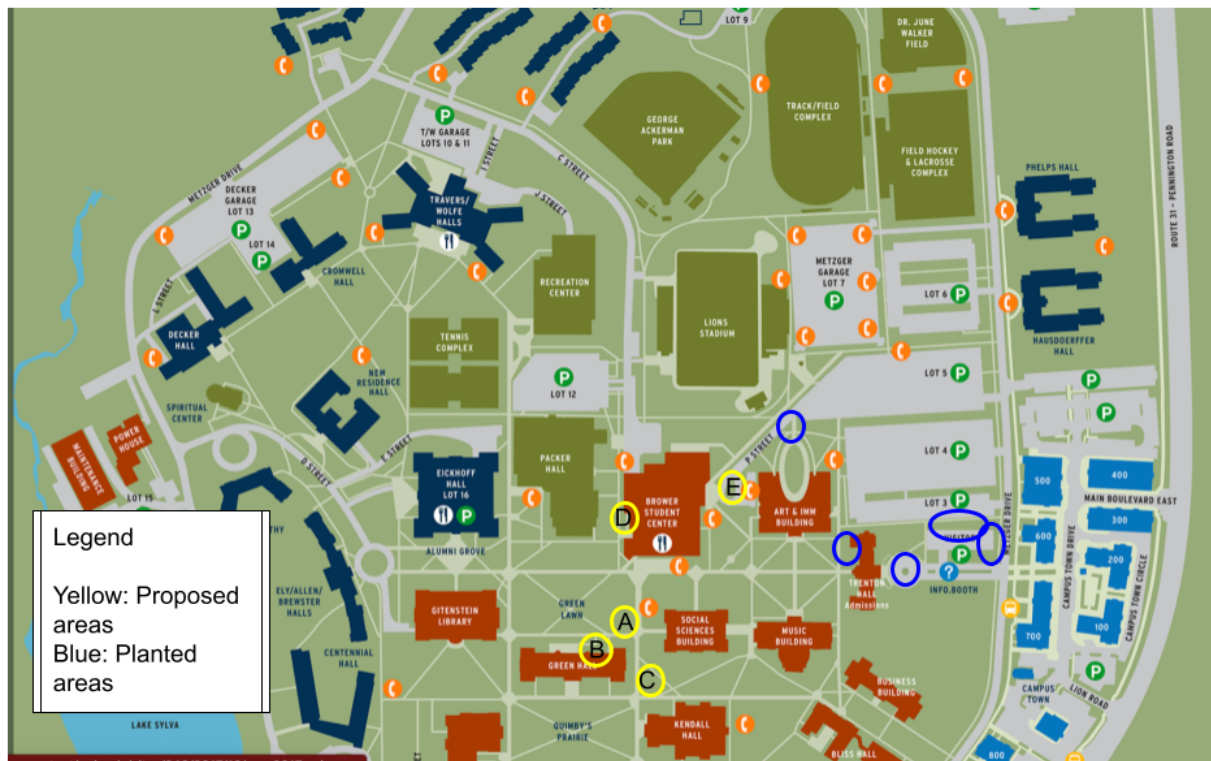 LOT 9
DR. JUNE
WALKER
FIELD
T/W GARAGE
LOTS 10 & 11
I STREET
C STREET
J STREET
GEORGE
ACKERMAN
PARK
TRACK/FIELD
COMPLEX
FIELD HOCKEY
& LACROSSE
COMPLEX
PHELPS HALL
ROUTE 31 - PENNINGTON ROAD
METZGER DRIVE
DECKER
GARAGE
LOT 13
LOT 14
TRAVERS/
WOLFE
HALLS
CROMWELL
HALL
L STREET
DECKER
HALL
RECREATION
CENTER
LIONS
STADIUM
METZGER
GARAGE
LOT 7
LOT 6
HAUSDOERFFER
HALL
TENNIS
COMPLEX
NEW
RESIDENCE
HALL
LOT 12
LOT 5
SPIRITUAL
CENTER
POWER
HOUSE
MAINTENANCE
BUILDING
LOT 15
D STREET
E STREET
EICKHOFF
HALL
LOT 16
ALUMNI GROVE
PACKER
HALL
BROWER
STUDENT
CENTER
D
P STREET
E
ART & IMM
BUILDING
LOT 4
LOT 3
METZGER DRIVE
INFO.BOOTH
TRENTON
HALL
Admissions
500
400
MAIN BOULEVARD EAST
300
600
200
100
700
CAMPUS TOWN DRIVE
CAMPUS TOWN CIRCLE
LION ROAD
CAMPUS
TOWN
800
Legend
Yellow: Proposed
areas
Blue: Planted
areas
ELY/ALLEN/
BREWSTER
HALLS
CENTENNIAL
HALL
GITENSTEIN
LIBRARY
GREEN
LAWN
A
B
GREEN HALL
C
SOCIAL
SCIENCES
BUILDING
MUSIC
BUILDING
BUSINESS
BUILDING
QUIMBY'S
PRAIRIE
KENDALL
HALL
BLISS HALL
LAKE SYLVA